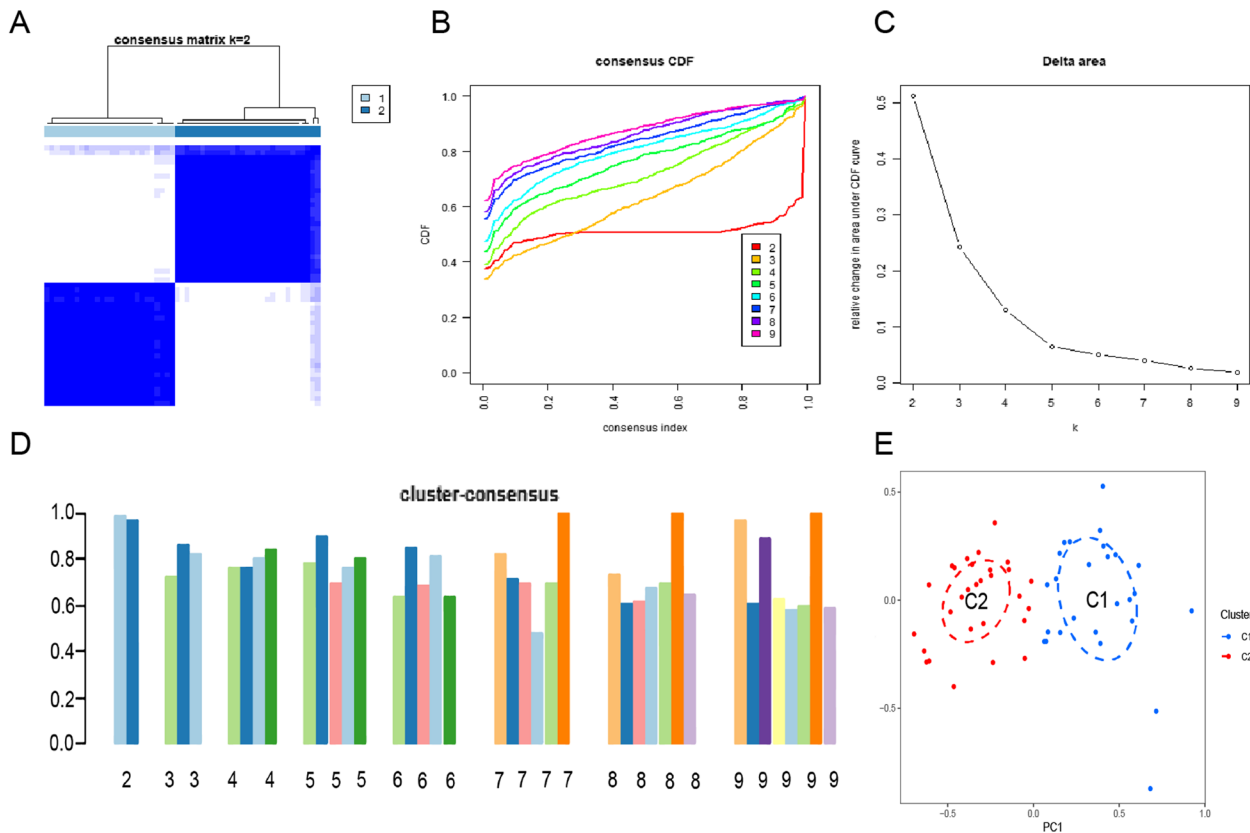 A
consensus matrix k=2
1
2
B
consensus CDF
CDF
1.0
0.8
0.6
0.4
0.2
0.0
0.0
0.2
0.4
0.6
0.8
1.0
consensus index
2
3
4
5
6
7
8
9
C
Delta area
relative change in area under CDF curve
0.5
0.4
0.3
0.2
0.1
0.0
2
3
4
5
6
7
8
9
k
D
cluster-consensus
1.0
0.8
0.6
0.4
0.2
0.0
2 3 3 4 4 5 5 5 6 6 6 7 7 7 7 8 8 8 8 9 9 9 9 9
E
0.5
0.0
−0.5
−0.5
0.0
0.5
1.0
PC1
C2
C1
Cluster
C1
C2